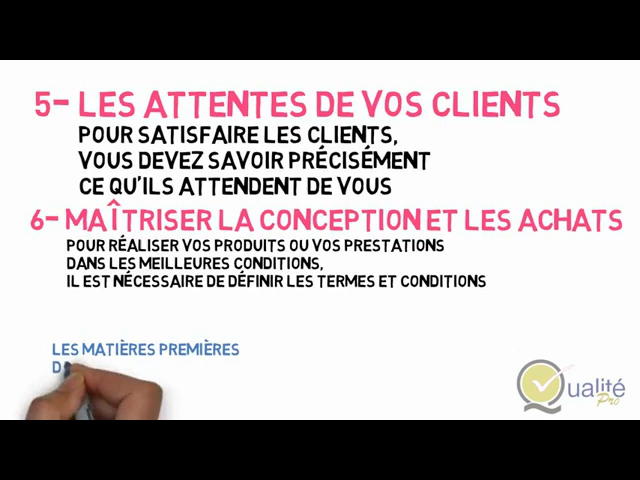 5- LES ATTENTES DE VOS CLIENTS
POUR SATISFAIRE LES CLIENTS,
VOUS DEVEZ SAVOIR PRÉCISÉMENT
CE QU'ILS ATTENDENT DE VOUS
6- MAÎTRISER LA CONCEPTION ET LES ACHATS
POUR RÉALISER VOS PRODUITS OU VOS PRESTATIONS
DANS LES MEILLEURES CONDITIONS,
IL EST NÉCESSAIRE DE DÉFINIR LES TERMES ET CONDITIONS
LES MATIÈRES PREMIÈRES
D
Qualité
Pro